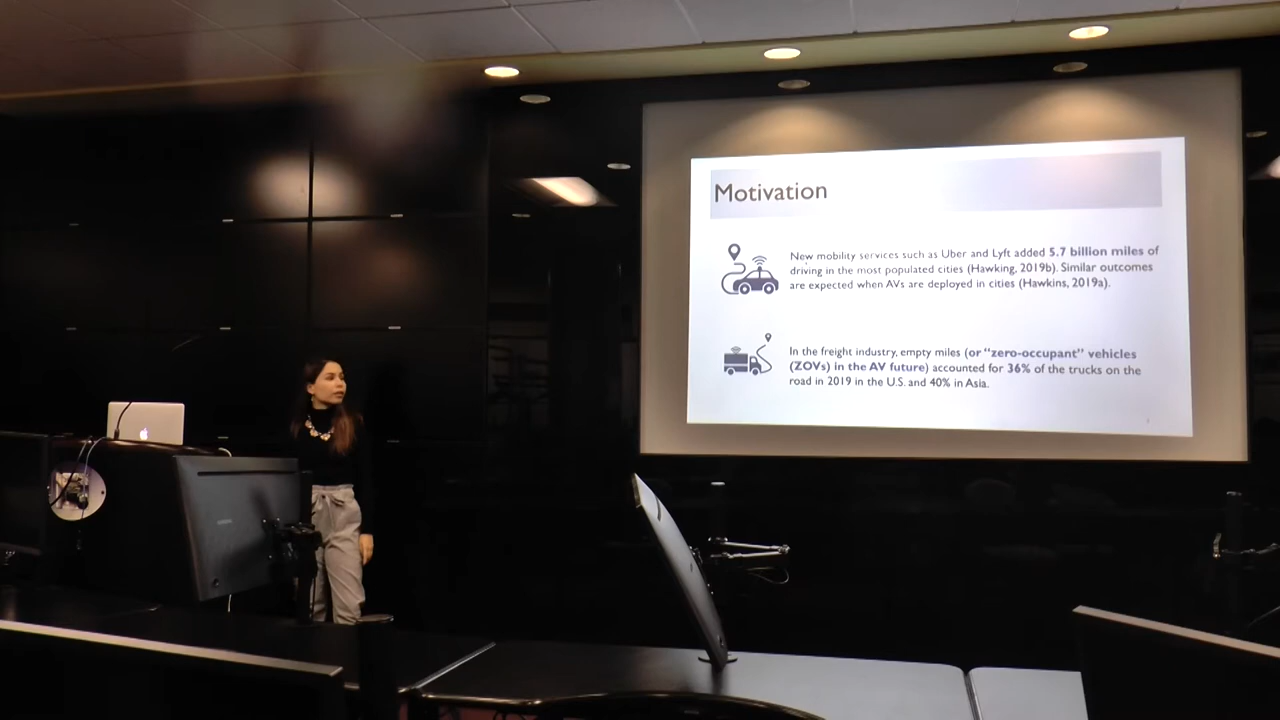 Motivation
New mobility services such as Uber and Lyft added 5.7 billion miles of
driving in the most populated cities (Hawking, 2019b). Similar outcomes
are expected when AVs are deployed in cities (Hawkins, 2019a).
In the freight industry, empty miles (or "zero-occupant" vehicles
(ZOVs) in the AV future) accounted for 36% of the trucks on the
road in 2019 in the U.S. and 40% in Asia.